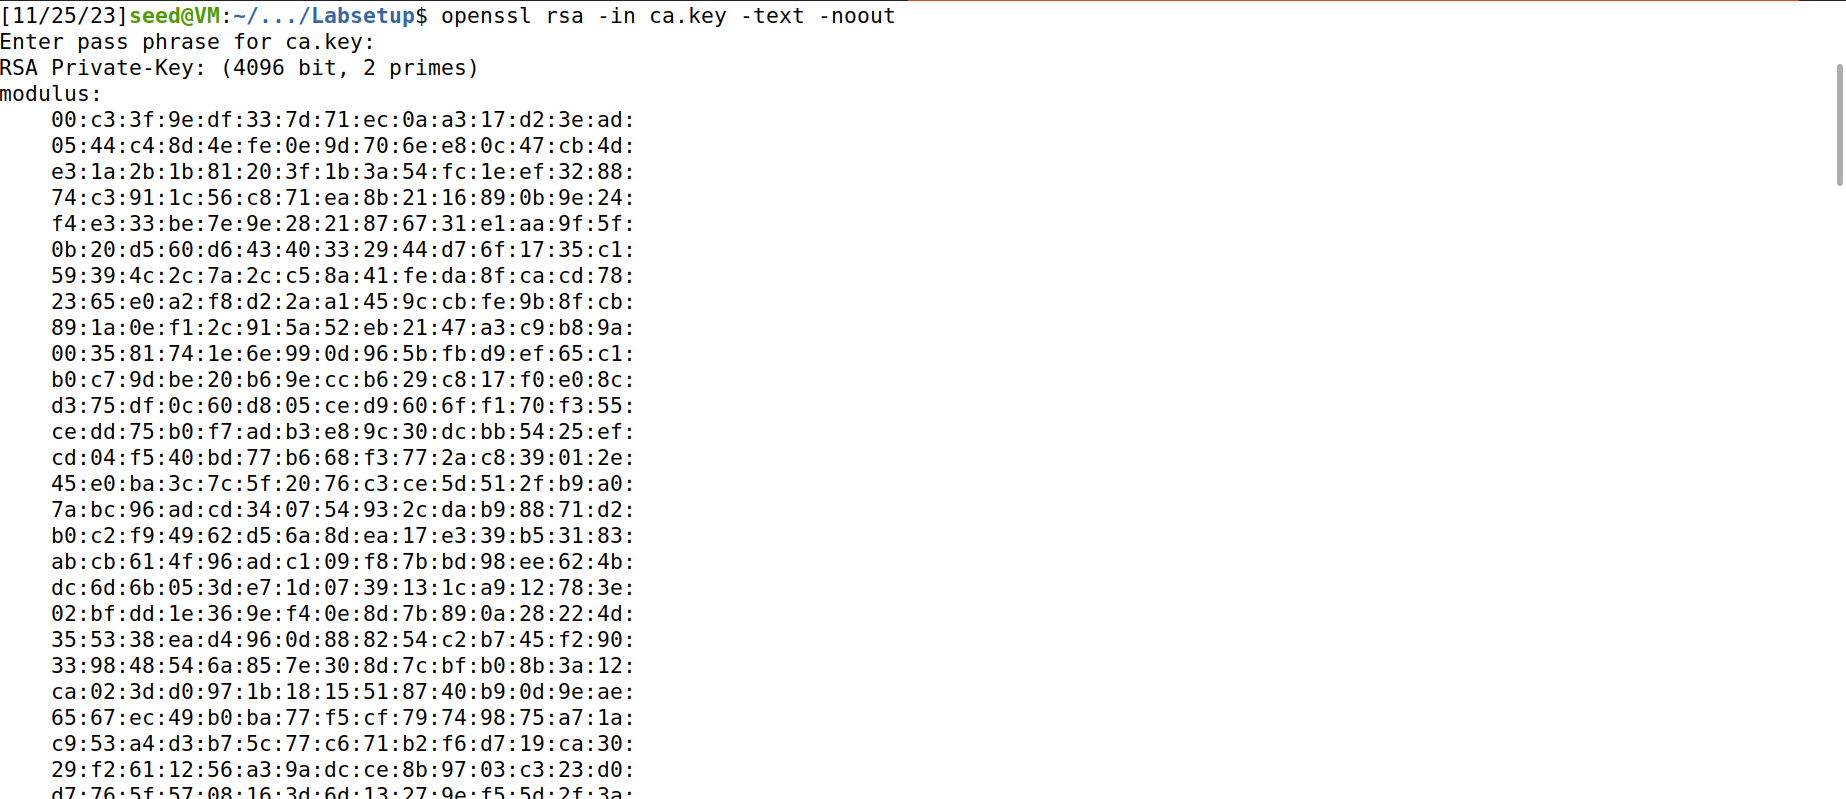 [11/25/23]seed@VM:~/.../Labsetup$ openssl rsa -in ca.key -text -noout
Enter pass phrase for ca.key:
RSA Private-Key: (4096 bit, 2 primes)
modulus:
    00:c3:3f:9e:df:33:7d:71:ec:0a:a3:17:d2:3e:ad:
    05:44:c4:8d:4e:fe:0e:9d:70:6e:e8:0c:47:cb:4d:
    e3:1a:2b:1b:81:20:3f:1b:3a:54:fc:1e:ef:32:88:
    74:c3:91:1c:56:c8:71:ea:8b:21:16:89:0b:9e:24:
    f4:e3:33:be:7e:9e:28:21:87:67:31:e1:aa:9f:5f:
    0b:20:d5:60:d6:43:40:33:29:44:d7:6f:17:35:c1:
    59:39:4c:2c:7a:2c:c5:8a:41:fe:da:8f:ca:cd:78:
    23:65:e0:a2:f8:d2:2a:a1:45:9c:cb:fe:9b:8f:cb:
    89:1a:0e:f1:2c:91:5a:52:eb:21:47:a3:c9:b8:9a:
    00:35:81:74:1e:6e:99:0d:96:5b:fb:d9:ef:65:c1:
    b0:c7:9d:be:20:b6:9e:cc:b6:29:c8:17:f0:e0:8c:
    d3:75:df:0c:60:d8:05:ce:d9:60:6f:f1:70:f3:55:
    ce:dd:75:b0:f7:ad:b3:e8:9c:30:dc:bb:54:25:ef:
    cd:04:f5:40:bd:77:b6:68:f3:77:2a:c8:39:01:2e:
    45:e0:ba:3c:7c:5f:20:76:c3:ce:5d:51:2f:b9:a0:
    7a:bc:96:ad:cd:34:07:54:93:2c:da:b9:88:71:d2:
    b0:c2:f9:49:62:d5:6a:8d:ea:17:e3:39:b5:31:83:
    ab:cb:61:4f:96:ad:c1:09:f8:7b:bd:98:ee:62:4b:
    dc:6d:6b:05:3d:e7:1d:07:39:13:1c:a9:12:78:3e:
    02:bf:dd:1e:36:9e:f4:0e:8d:7b:89:0a:28:22:4d:
    35:53:38:ea:d4:96:0d:88:82:54:c2:b7:45:f2:90:
    33:98:48:54:6a:85:7e:30:8d:7c:bf:b0:8b:3a:12:
    ca:02:3d:d0:97:1b:18:15:51:87:40:b9:0d:9e:ae:
    65:67:ec:49:b0:ba:77:f5:cf:79:74:98:75:a7:1a:
    c9:53:a4:d3:b7:5c:77:c6:71:b2:f6:d7:19:ca:30:
    29:f2:61:12:56:a3:9a:dc:ce:8b:97:03:c3:23:d0:
    d7:76:5f:57:08:16:3d:6d:13:27:9e:f5:5d:2f:3a: